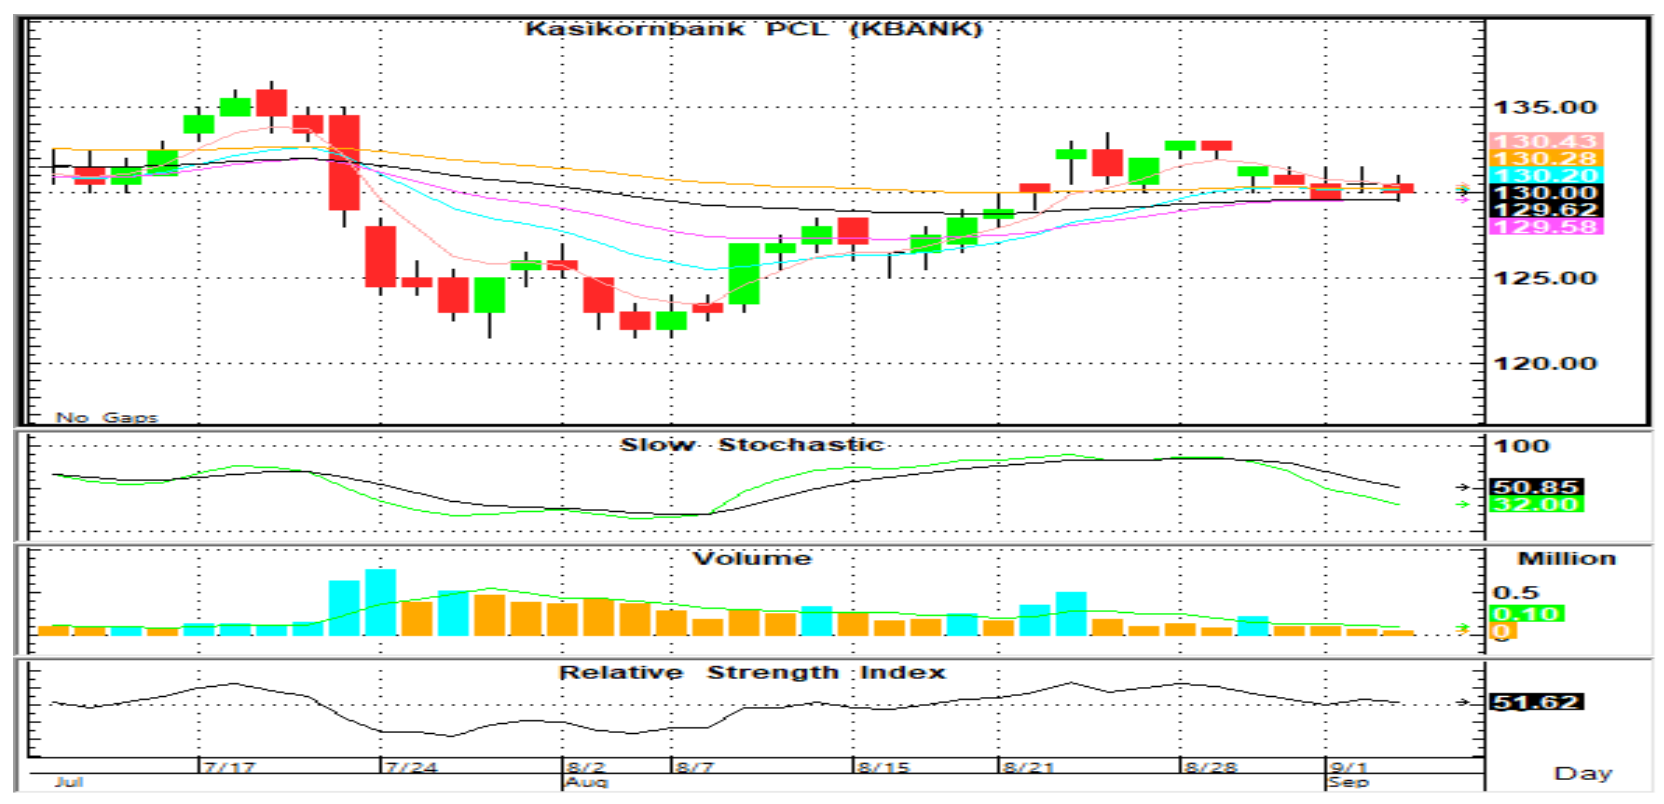 Kasikornbank PCL (KBANK)
135.00
130.43
130.28
130.20
130.00
129.62
129.58
125.00
120.00
No Gaps
Slow Stochastic
100
50.85
32.00
Volume
Million
0.5
0.10
0
Relative Strength Index
51.62
7/17 7/24 8/2 8/7 8/15 8/21 8/28 9/1
Jul Aug Sep
Day